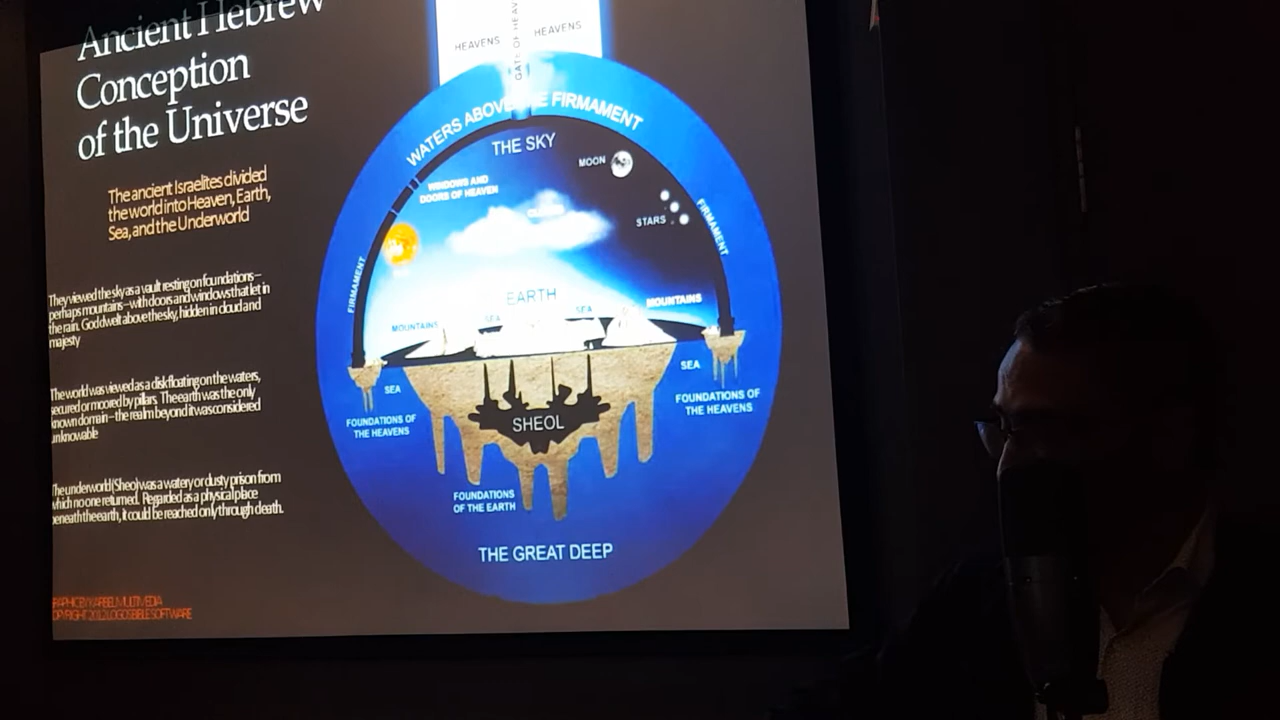 Ancient Hebrew
Conception
of the Universe
The ancient Israelites divided
the world into Heaven, Earth,
Sea, and the Underworld
They viewed the sky as a vault resting on foundations—
perhaps mountains—with doors and windows that let in
the rain. God dwelt above the sky, hidden in cloud and
majesty
The world was viewed as a disk floating on the waters,
secured or moored by pillars. The earth was the only
known domain—the realm beyond it was considered
unknowable
The underworld (Sheol) was a watery or dusty prison from
which no one returned. Regarded as a physical place
beneath the earth, it could be reached only through death.
HEAVENS
HEAVENS
WATERS ABOVE FIRMAMENT
THE SKY
MOON
WINDOWS AND
DOORS OF HEAVEN
STARS
FIRMAMENT
FIRMAMENT
EARTH
SEA
SEA
MOUNTAINS
MOUNTAINS
SEA
SEA
FOUNDATIONS OF
THE HEAVENS
FOUNDATIONS OF
THE HEAVENS
SHEOL
FOUNDATIONS
OF THE EARTH
THE GREAT DEEP